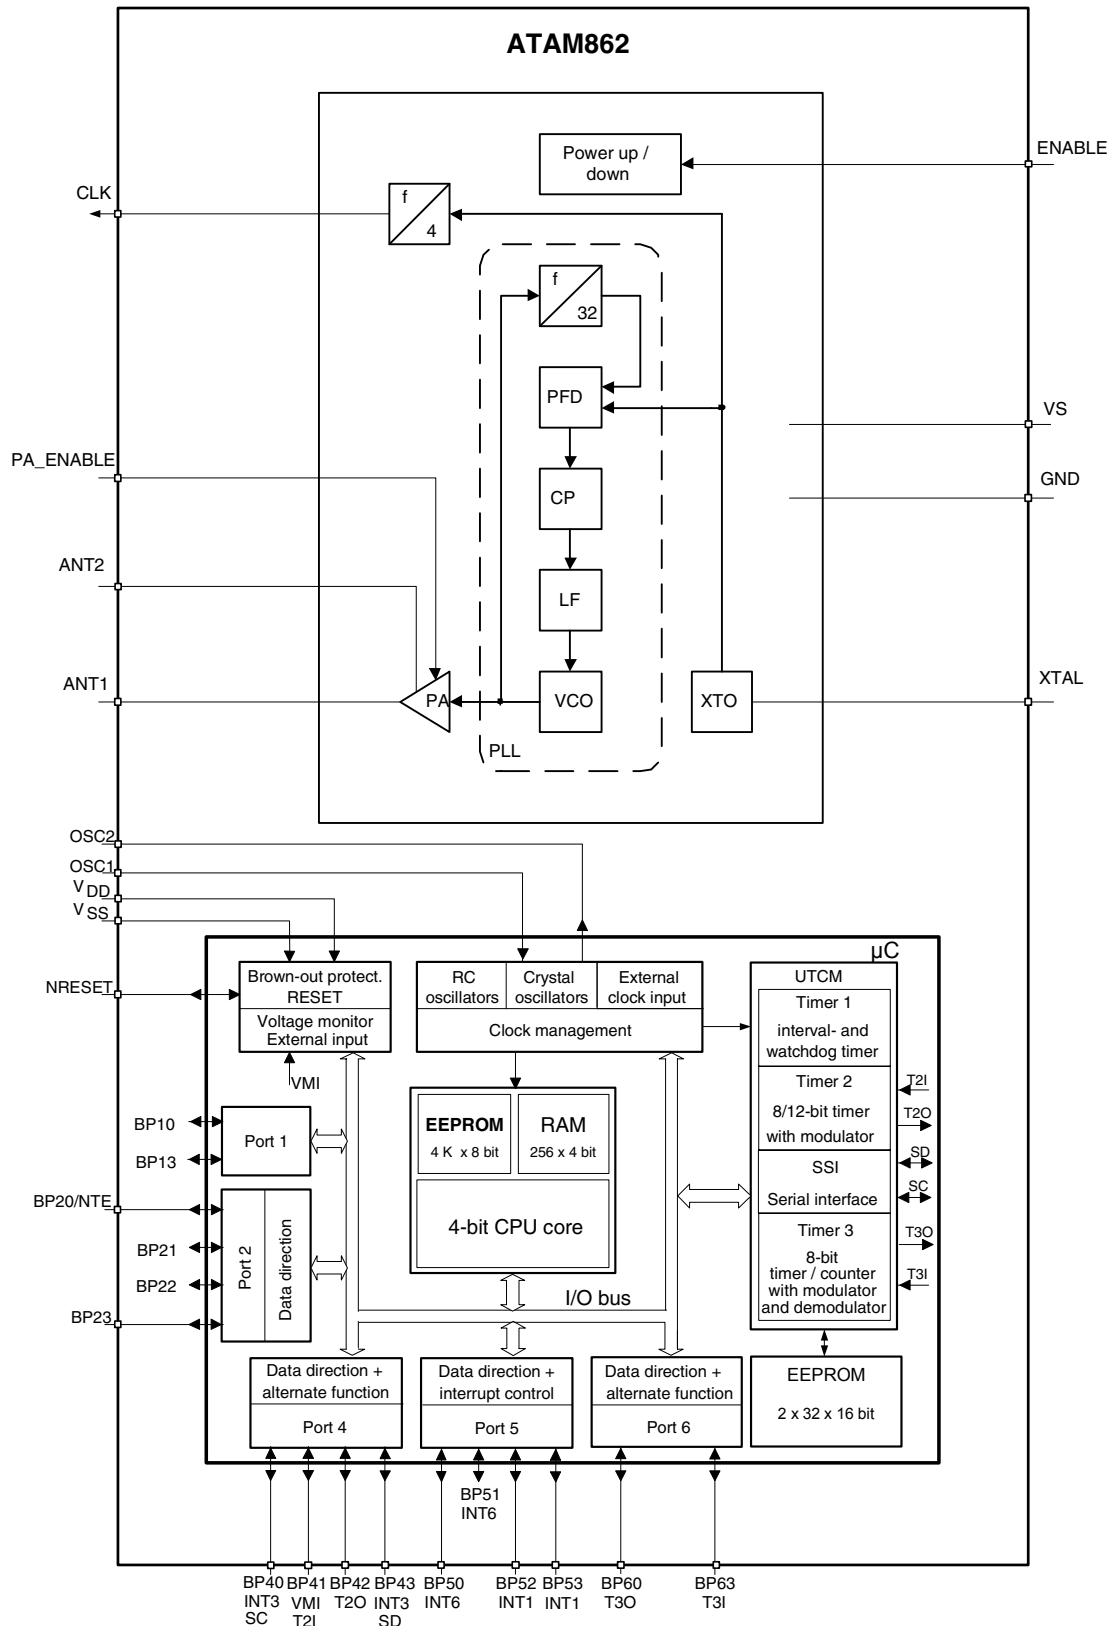 ATAM862
Power up /
down
ENABLE
CLK
f
4
f
32
PFD
VS
PA_ENABLE
GND
CP
ANT2
LF
ANT1
PA
VCO
XTO
XTAL
PLL
OSC2
OSC1
V DD
V SS
µC
NRESET
Brown-out protect.
RESET
Voltage monitor
External input
VMI
RC
oscillators
Crystal
oscillators
External
clock input
Clock management
UTCM
Timer 1
interval- and
watchdog timer
Timer 2
8/12-bit timer
with modulator
SSI
Serial interface
Timer 3
8-bit
timer / counter
with modulator
and demodulator
T2I
T2O
SD
SC
T3O
T3I
EEPROM
4 K x 8 bit
RAM
256 x 4 bit
4-bit CPU core
I/O bus
BP10
BP13
Port 1
BP20/NTE
BP21
BP22
BP23
Port 2
Data direction
Data direction +
alternate function
Port 4
Data direction +
interrupt control
Port 5
Data direction +
alternate function
Port 6
EEPROM
2 x 32 x 16 bit
BP51
INT6
BP40
INT3
SC
BP41
VMI
T2I
BP42
T2O
BP43
INT3
SD
BP50
INT6
BP52
INT1
BP53
INT1
BP60
T3O
BP63
T3I